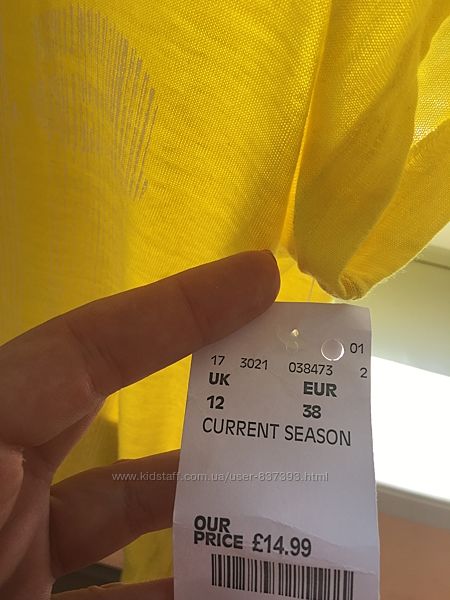 01
17 3021 038473 2
UK EUR
12 38
CURRENT SEASON
www.kidstaff.com.ua/user-837393.html
OUR
PRICE £14.99